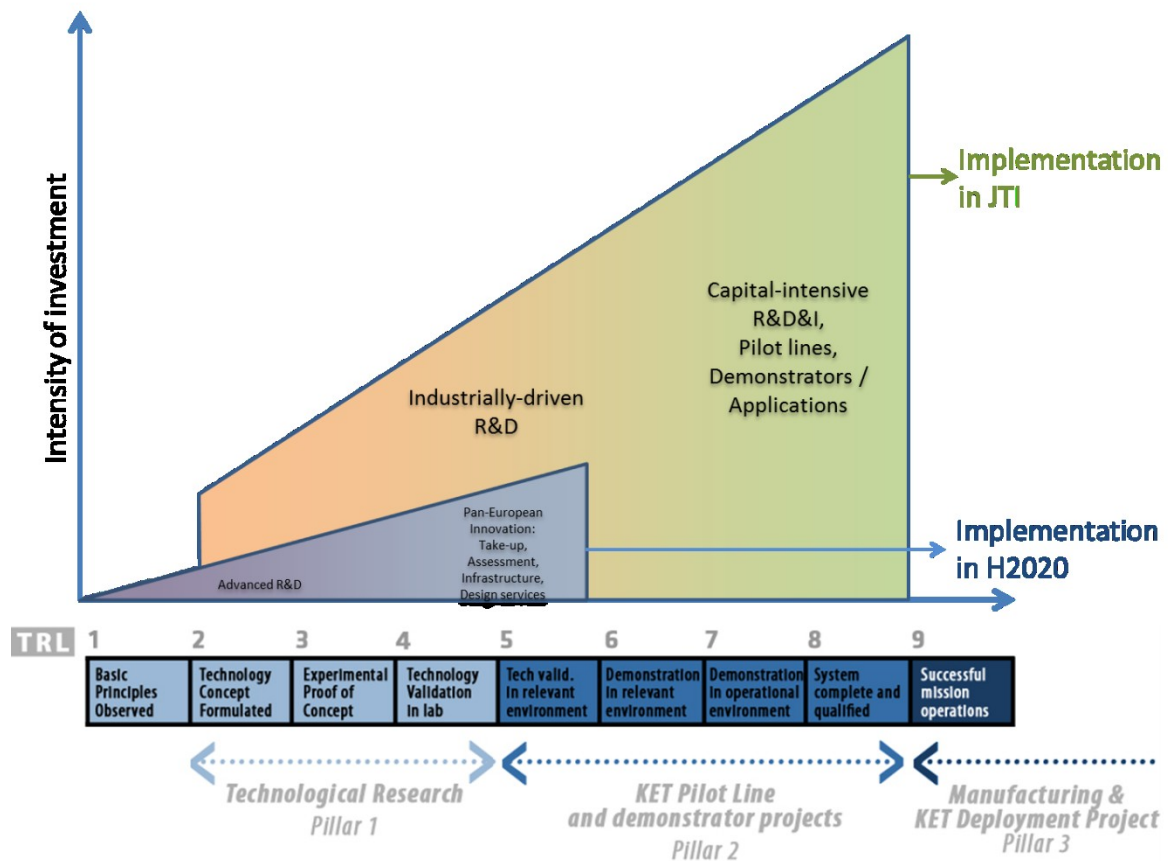 Intensity of investment
Implementation
in JTI
Capital-intensive
R&D&I,
Pilot lines,
Demonstrators /
Applications
Industrially-driven
R&D
Pan-European
Innovation:
Take-up,
Assessment,
Infrastructure,
Design services
Advanced R&D
Implementation
in H2020
TRL 1 2 3 4 5 6 7 8 9
Basic
Principles
Observed
Technology
Concept
Formulated
Experimental
Proof of
Concept
Technology
Validation
In lab
Tech valid.
In relevant
environment
Demonstration
In relevant
environment
Demonstration
In operational
environment
System
complete and
qualified
Successful
mission
operations
Technological Research
Pillar 1
KET Pilot Line
and demonstrator projects
Pillar 2
Manufacturing &
KET Deployment Project
Pillar 3